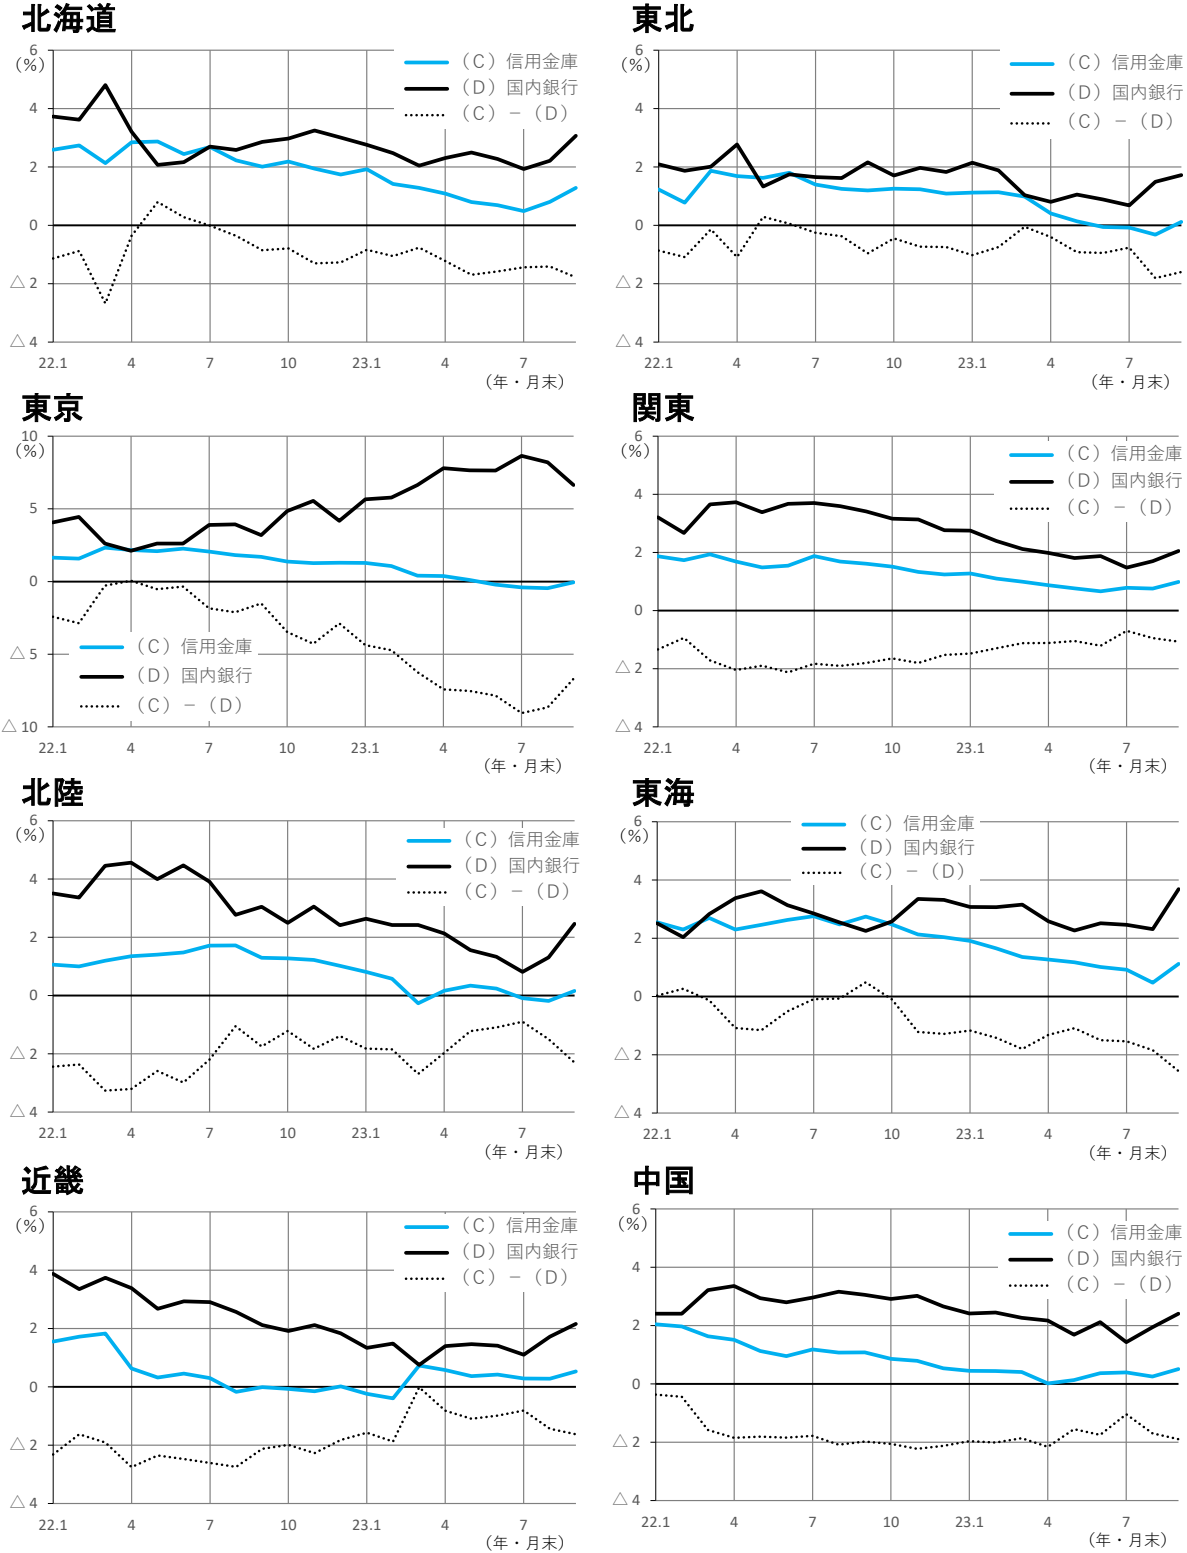 北海道
6
(%)
4
2
0
△ 2
△ 4
22.1 4 7 10 23.1 4 7
（年・月末）
（C）信用金庫
（D）国内銀行
（C）－（D）
東北
6
(%)
4
2
0
△ 2
△ 4
22.1 4 7 10 23.1 4 7
（年・月末）
（C）信用金庫
（D）国内銀行
（C）－（D）
東京
10
(%)
5
0
△ 5
△ 10
22.1 4 7 10 23.1 4 7
（年・月末）
（C）信用金庫
（D）国内銀行
（C）－（D）
関東
6
(%)
4
2
0
△ 2
△ 4
22.1 4 7 10 23.1 4 7
（年・月末）
（C）信用金庫
（D）国内銀行
（C）－（D）
北陸
6
(%)
4
2
0
△ 2
△ 4
22.1 4 7 10 23.1 4 7
（年・月末）
（C）信用金庫
（D）国内銀行
（C）－（D）
東海
6
(%)
4
2
0
△ 2
△ 4
22.1 4 7 10 23.1 4 7
（年・月末）
（C）信用金庫
（D）国内銀行
（C）－（D）
近畿
6
(%)
4
2
0
△ 2
△ 4
22.1 4 7 10 23.1 4 7
（年・月末）
（C）信用金庫
（D）国内銀行
（C）－（D）
中国
6
(%)
4
2
0
△ 2
△ 4
22.1 4 7 10 23.1 4 7
（年・月末）
（C）信用金庫
（D）国内銀行
（C）－（D）